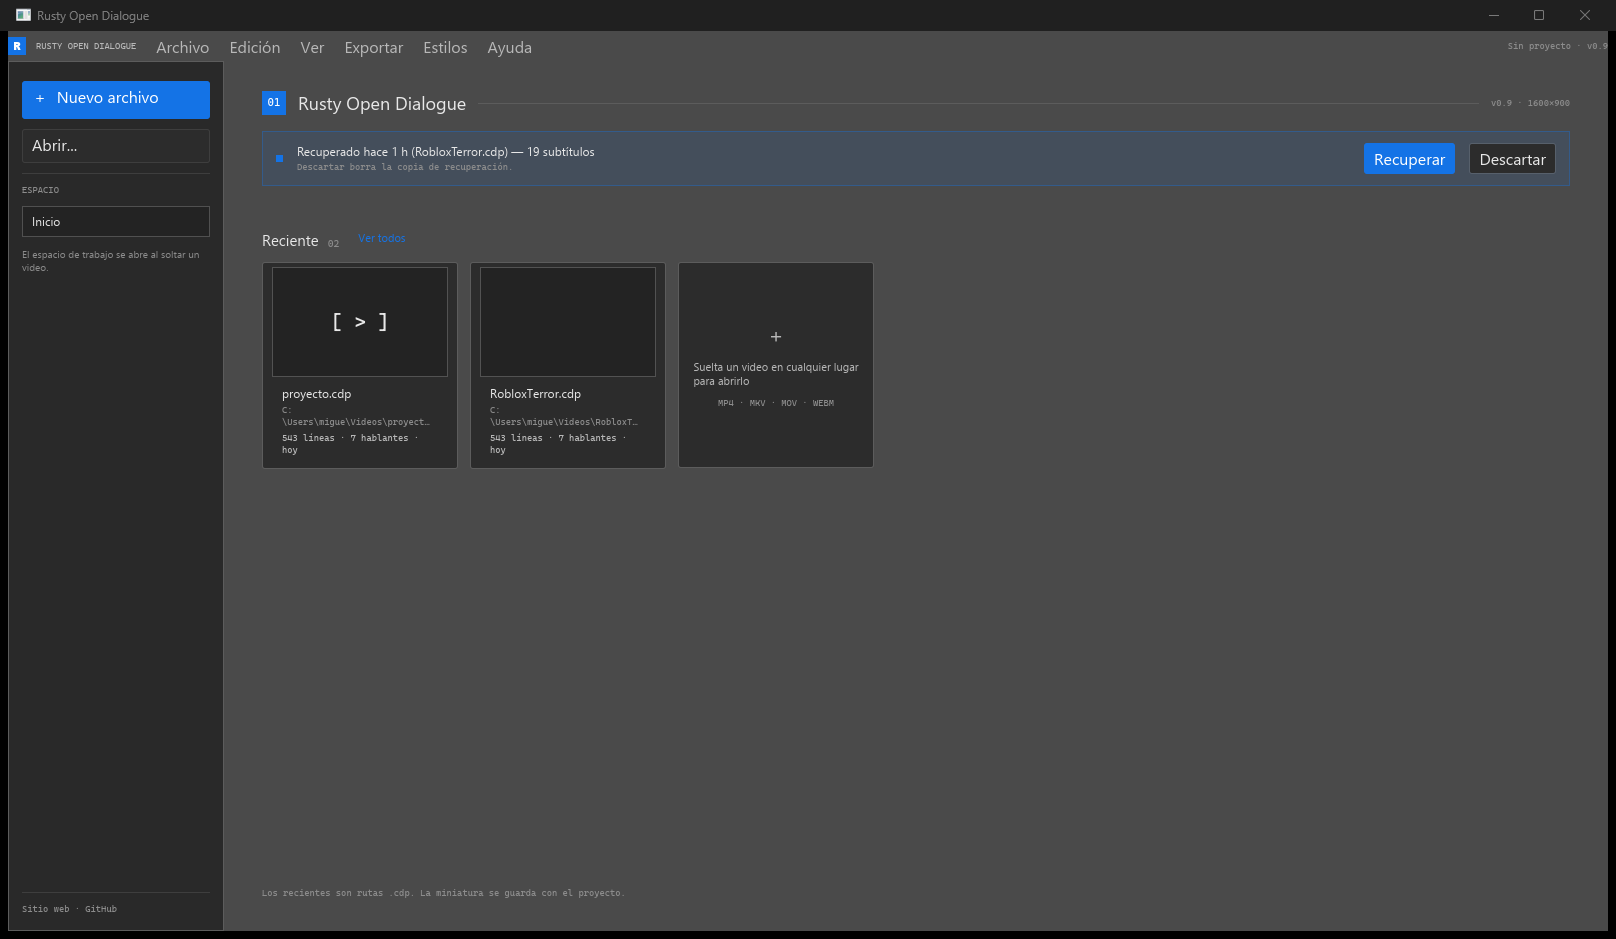 Rusty Open Dialogue
R RUSTY OPEN DIALOGUE Archivo Edición Ver Exportar Estilos Ayuda Sin proyecto · v0.9
+ Nuevo archivo
Abrir...
ESPACIO
Inicio
El espacio de trabajo se abre al soltar un
video.
Sitio web · GitHub
01 Rusty Open Dialogue v0.9 · 1600×900
Recuperado hace 1 h (RobloxTerror.cdp) — 19 subtítulos
Descartar borra la copia de recuperación.
Recuperar Descartar
Reciente 02 Ver todos
[ > ]
proyecto.cdp
C:
\Users\migue\Videos\proyect…
543 líneas · 7 hablantes ·
hoy
RobloxTerror.cdp
C:
\Users\migue\Videos\RobloxT…
543 líneas · 7 hablantes ·
hoy
+
Suelta un video en cualquier lugar
para abrirlo
MP4 · MKV · MOV · WEBM
Los recientes son rutas .cdp. La miniatura se guarda con el proyecto.